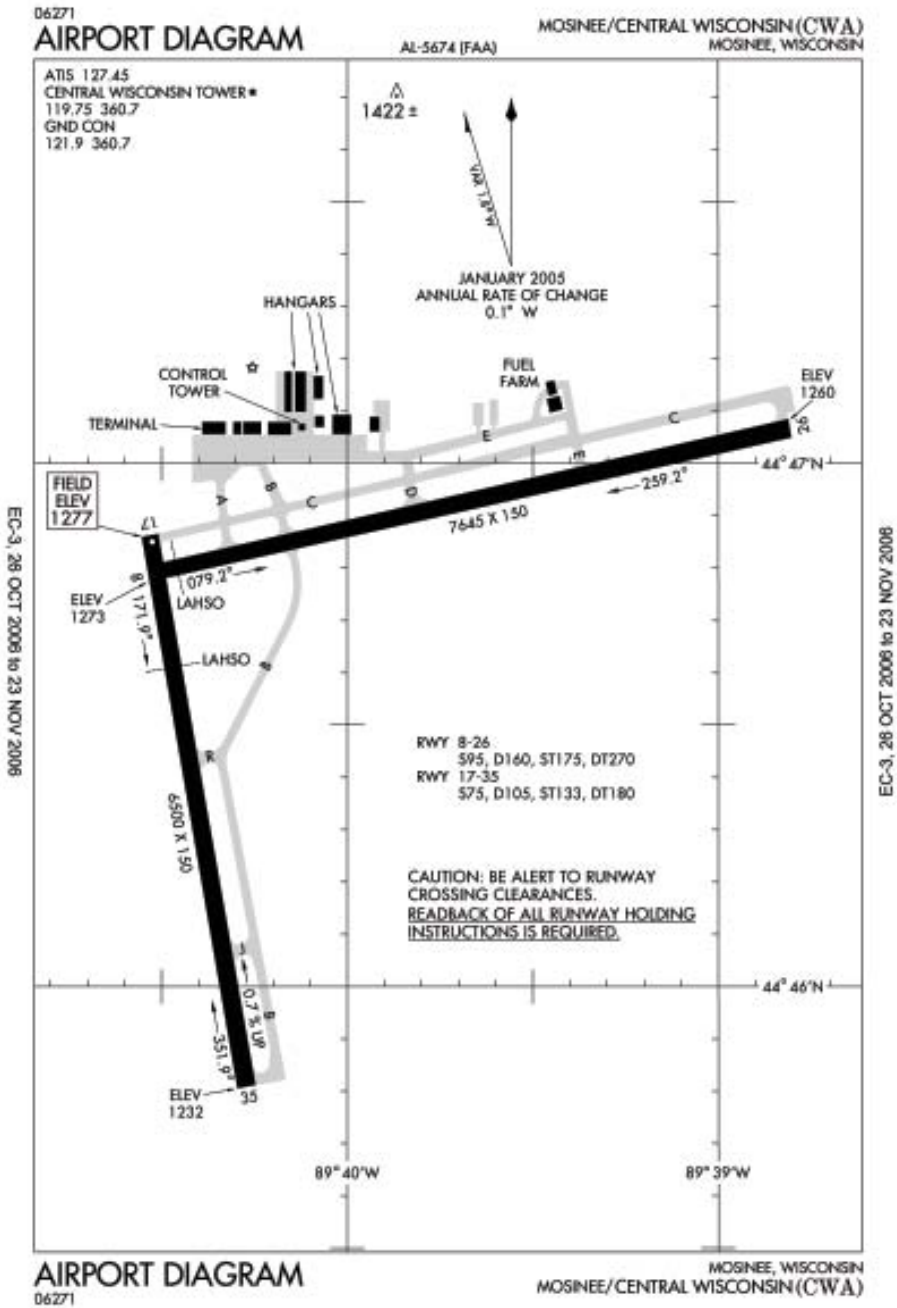 06271
AIRPORT DIAGRAM
AL-5674 (FAA)
MOSINEE/CENTRAL WISCONSIN (CWA)
MOSINEE, WISCONSIN
ATIS 127.45
CENTRAL WISCONSIN TOWER*
119.75 360.7
GND CON
121.9 360.7
1422 ±
VAR 1.8° W
JANUARY 2005
ANNUAL RATE OF CHANGE
0.1° W
HANGARS
CONTROL
TOWER
TERMINAL
FUEL
FARM
ELEV
1260
26
C
E
E
44° 47'N
259.2°
7645 X 150
FIELD
ELEV
1277
17
A
B
C
D
8
079.2°
ELEV
1273
171.9°
LAHSO
LAHSO
B
RWY 8-26
S95, D160, ST175, DT270
RWY 17-35
S75, D105, ST133, DT180
6500 X 150
CAUTION: BE ALERT TO RUNWAY
CROSSING CLEARANCES.
READBACK OF ALL RUNWAY HOLDING
INSTRUCTIONS IS REQUIRED.
44° 46'N
0.7 % UP
B
351.9°
ELEV
1232
35
89° 40'W
89° 39'W
EC-3, 26 OCT 2006 to 23 NOV 2006
EC-3, 26 OCT 2006 to 23 NOV 2006
AIRPORT DIAGRAM
06271
MOSINEE, WISCONSIN
MOSINEE/CENTRAL WISCONSIN (CWA)